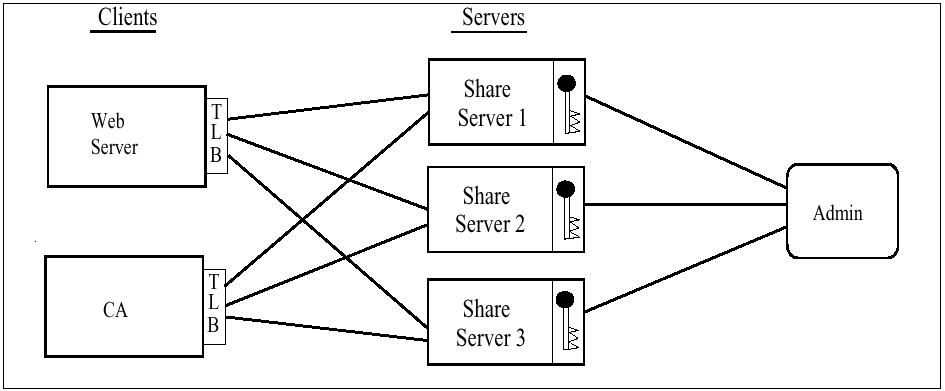 Clients
Servers
Web
Server
T
L
B
CA
T
L
B
Share
Server 1
Share
Server 2
Share
Server 3
Admin